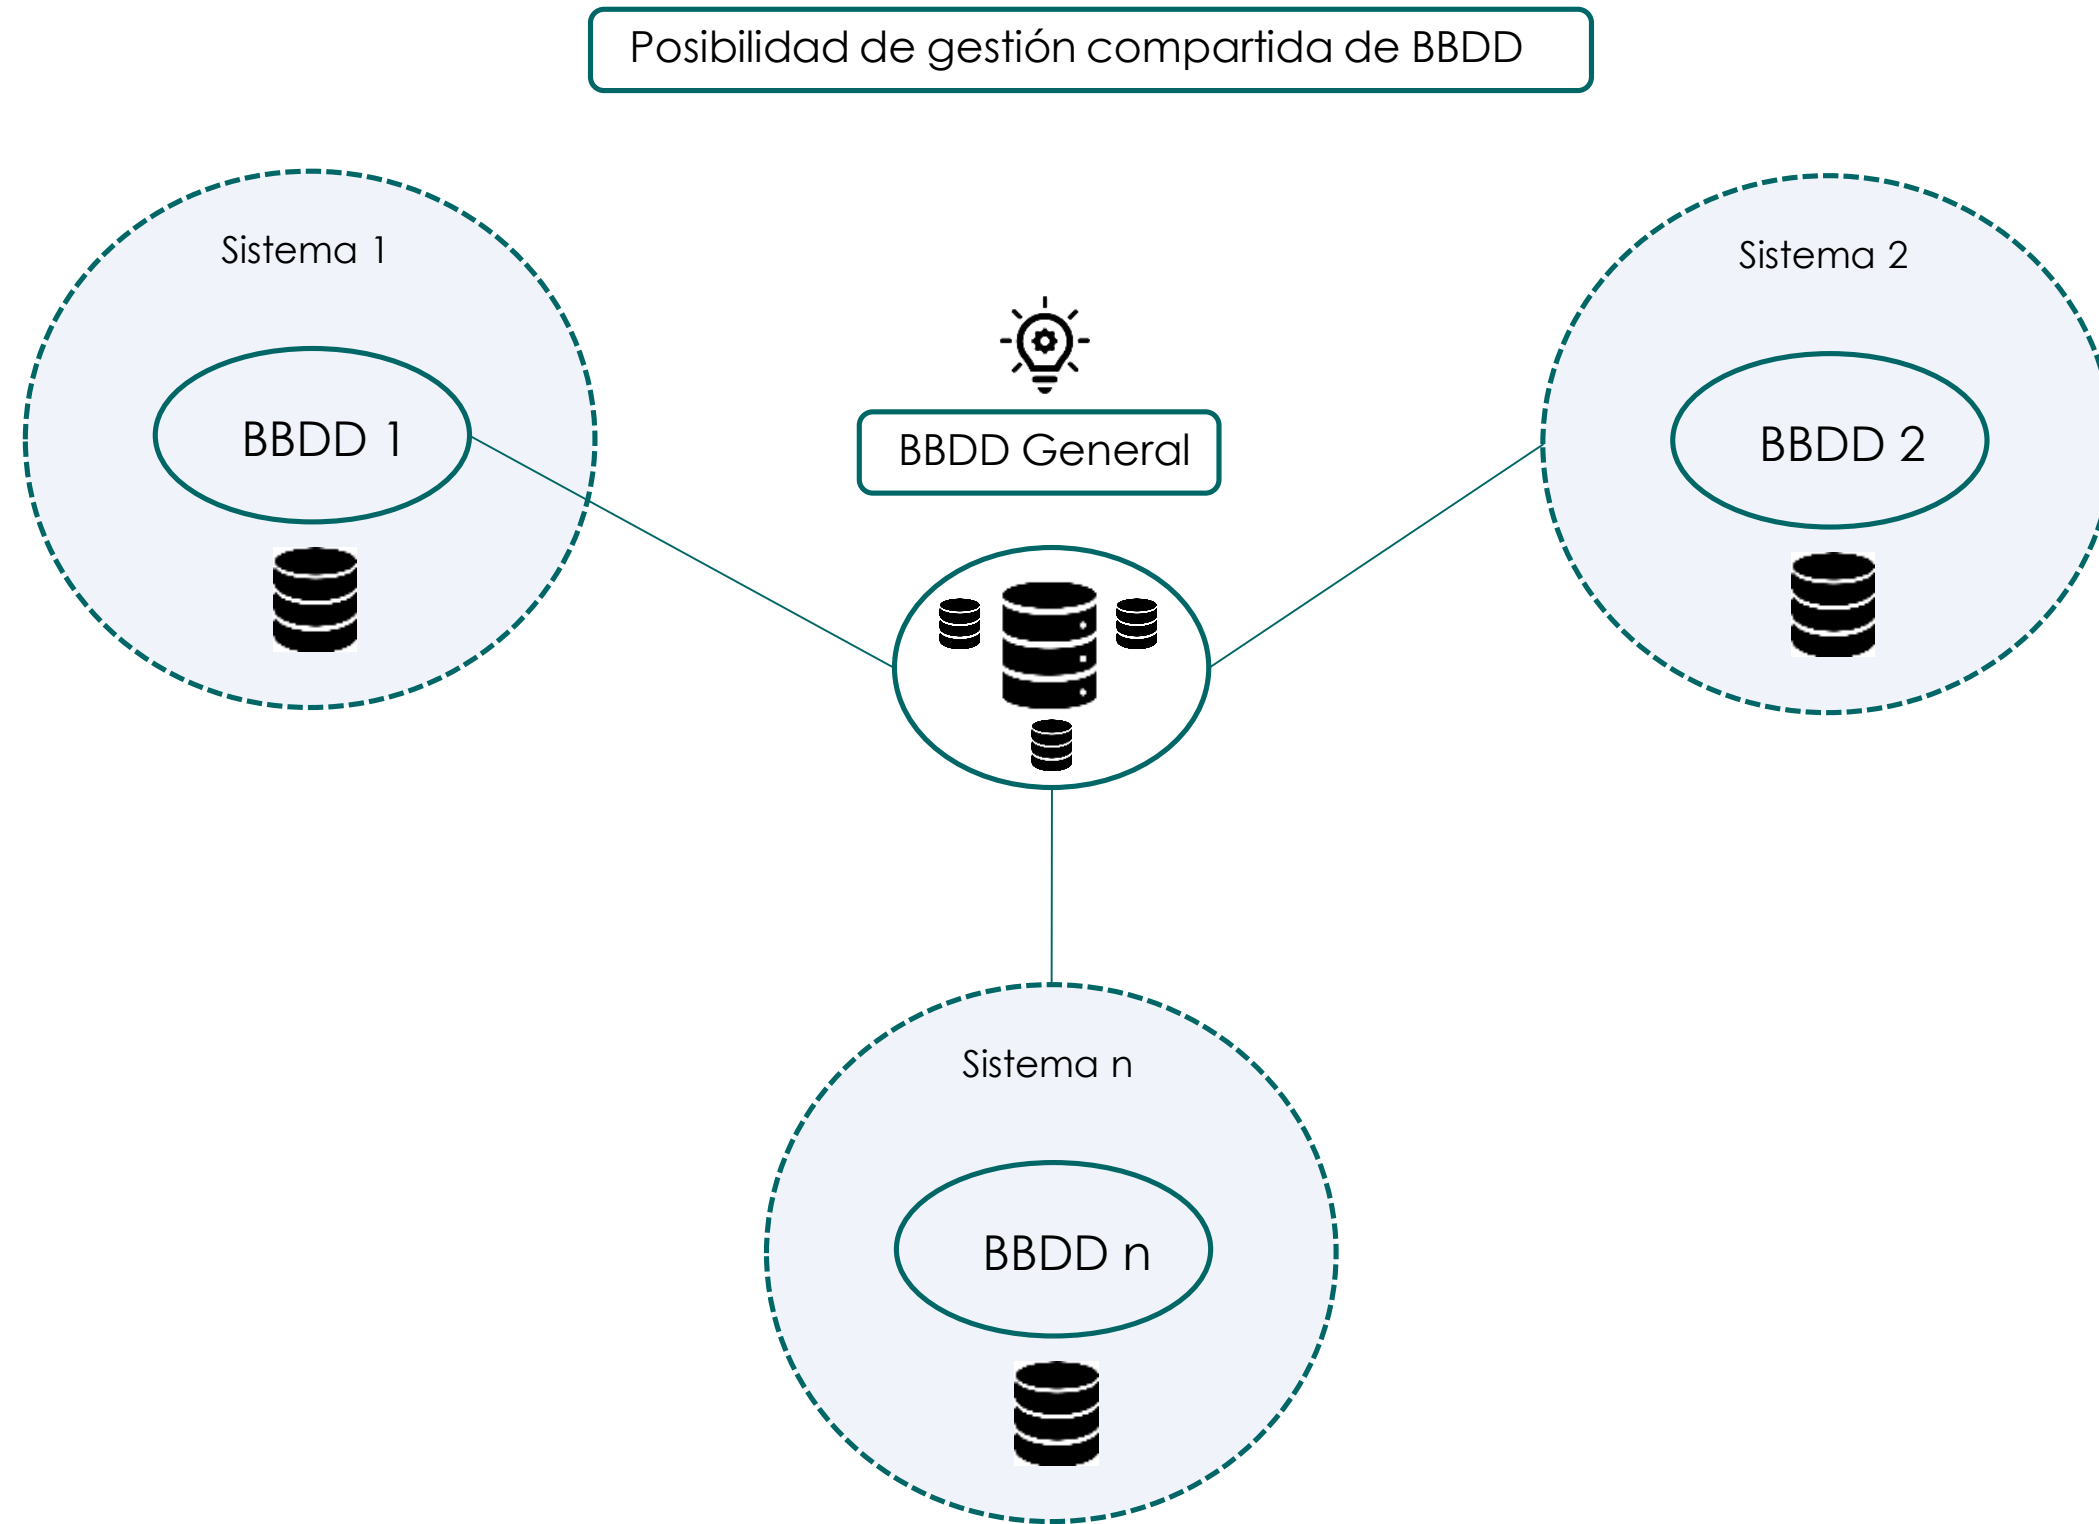 Posibilidad de gestión compartida de BBDD
Sistema 1
Sistema 2
BBDD 1
BBDD General
BBDD 2
Sistema n
BBDD n